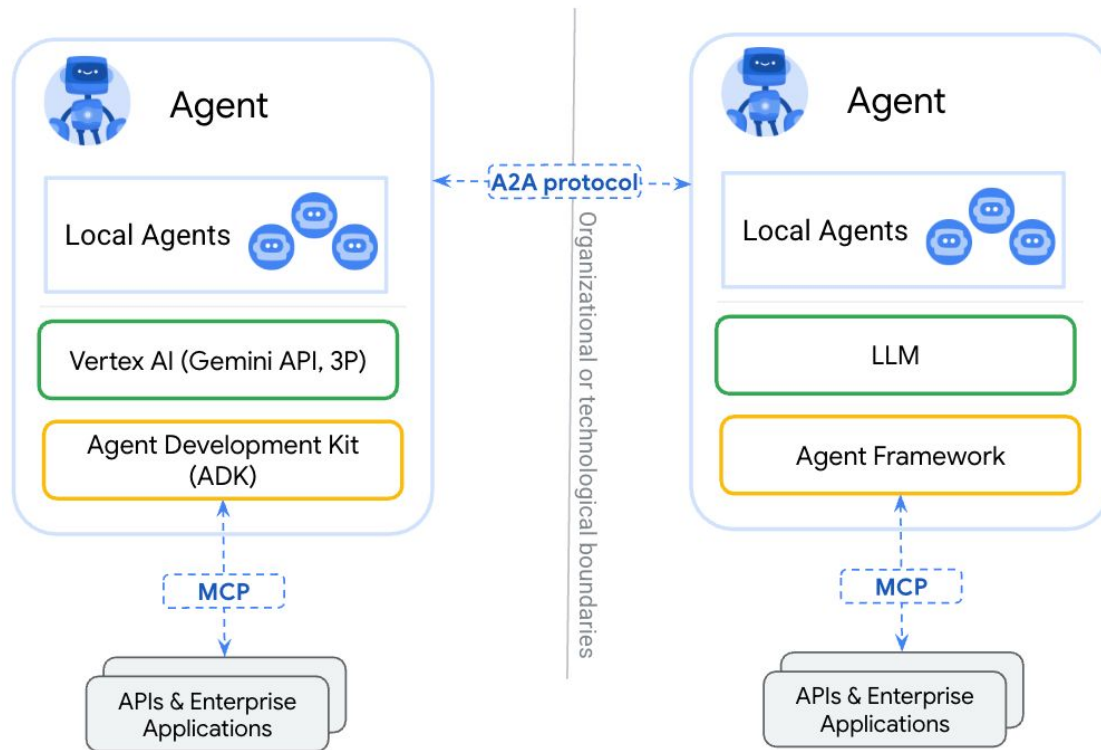 Agent
Local Agents
Vertex AI (Gemini API, 3P)
Agent Development Kit
(ADK)
MCP
APIs & Enterprise
Applications
A2A protocol
Organizational or technological boundaries
Agent
Local Agents
LLM
Agent Framework
MCP
APIs & Enterprise
Applications